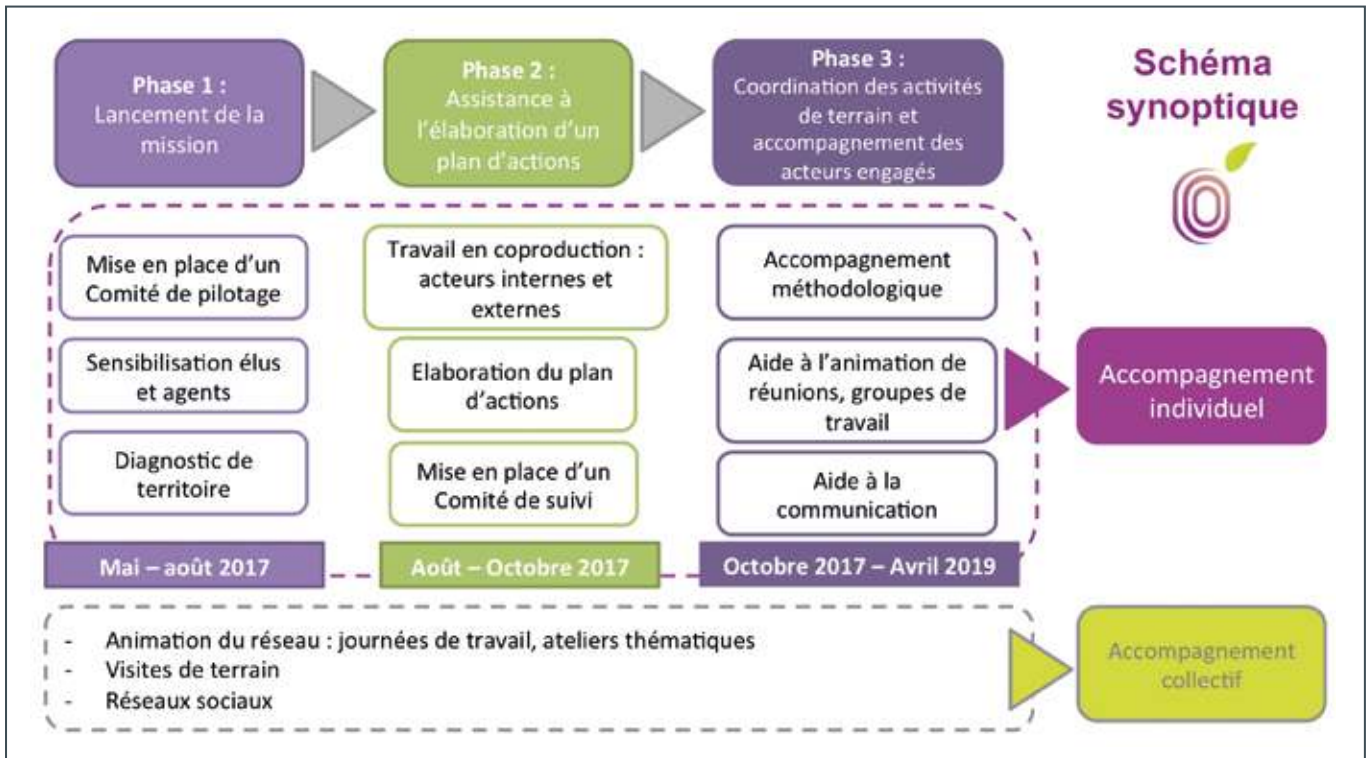 Phase 1 :
Lancement de la
mission
Phase 2 :
Assistance à
l'élaboration d'un
plan d'actions
Phase 3 :
Coordination des activités
de terrain et
accompagnement des
acteurs engagés
Schéma
synoptique
Mise en place d'un
Comité de pilotage
Sensibilisation élus
et agents
Diagnostic de
territoire
Mai – août 2017
Travail en coproduction :
acteurs internes et
externes
Elaboration du plan
d'actions
Mise en place d'un
Comité de suivi
Août – Octobre 2017
Accompagnement
méthodologique
Aide à l'animation de
réunions, groupes de
travail
Aide à la
communication
Octobre 2017 – Avril 2019
Accompagnement
individuel
- Animation du réseau : journées de travail, ateliers thématiques
- Visites de terrain
- Réseaux sociaux
Accompagnement
collectif